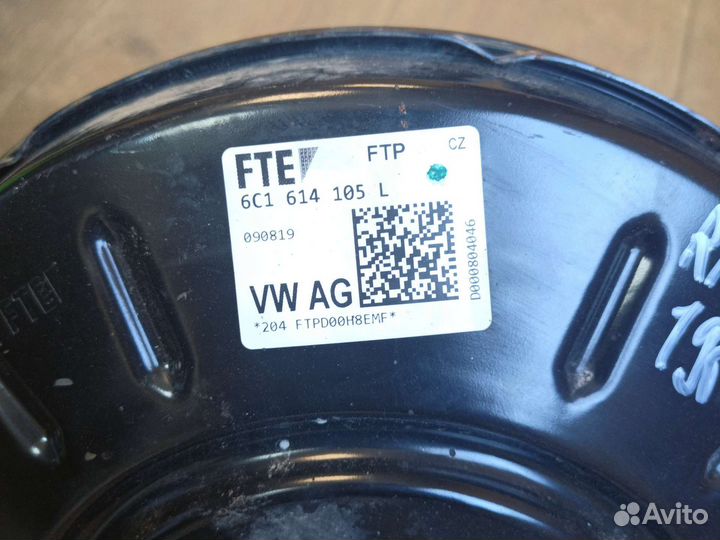 FTE FTP CZ
6C1 614 105 L
090819
D000804046
VW AG
*204 FTPD00H8EMF*
FTE
Avito